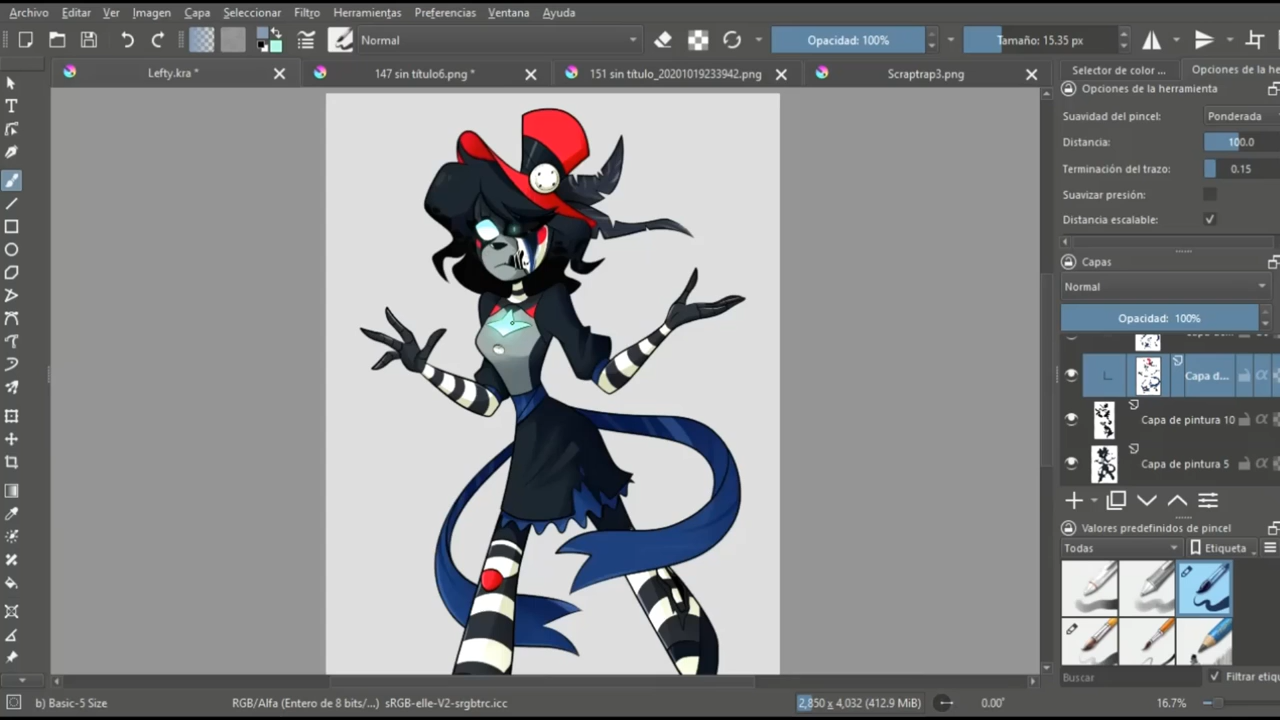 Archivo Editar Ver Imagen Capa Seleccionar Filtro Herramientas Preferencias Ventana Ayuda
Normal Opacidad: 100% Tamaño: 15.35 px
Lefty.kra * 147 sin título6.png * 151 sin título_20201019233942.png Scraptrap3.png
Selector de color ... Opciones de la he
Opciones de la herramienta
Suavidad del pincel: Ponderada
Distancia: 100.0
Terminación del trazo: 0.15
Suavizar presión:
Distancia escalable:
Capas
Normal
Opacidad: 100%
Capa d...
Capa de pintura 10
Capa de pintura 5
Valores predefinidos de pincel
Todas Etiqueta
Buscar Filtrar etiqu
b) Basic-5 Size RGB/Alfa (Entero de 8 bits/...) sRGB-elle-V2-srgbtrc.icc 2,850 x 4,032 (412.9 MiB) 0.00° 16.7%